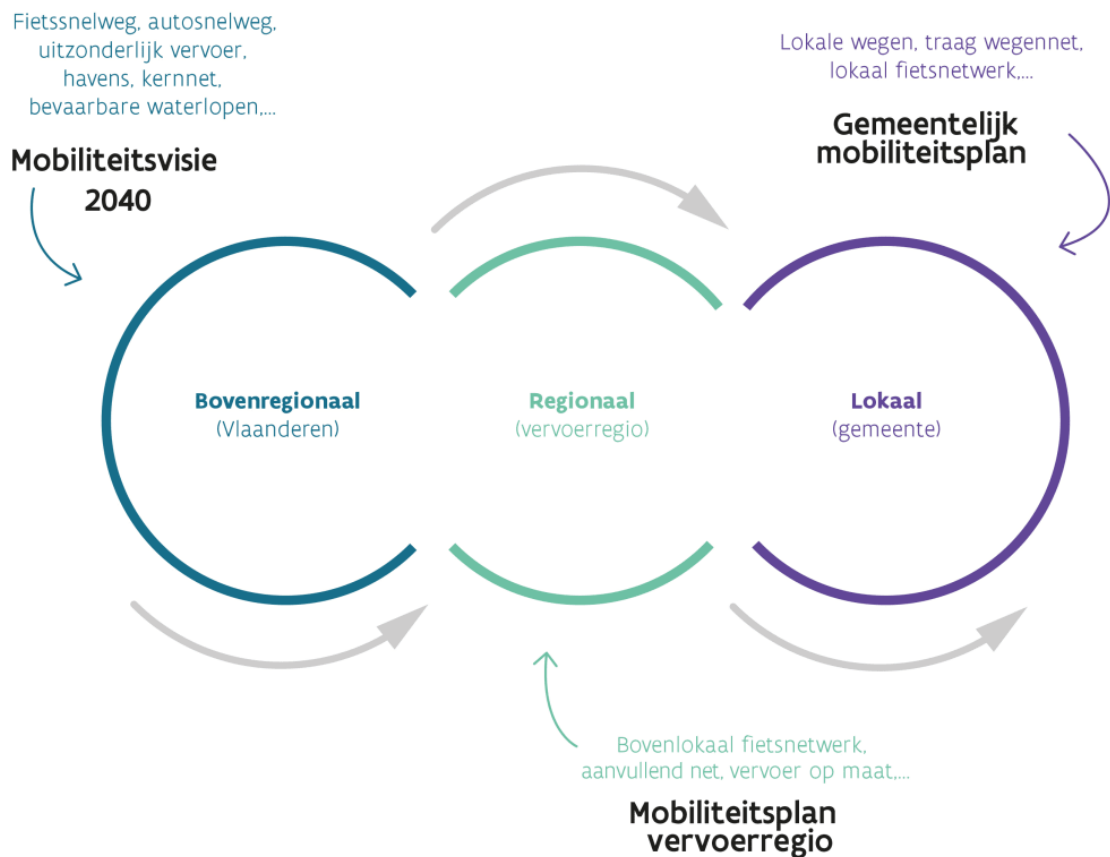 Fietssnelweg, autosnelweg,
uitzonderlijk vervoer,
havens, kernnet,
bevaarbare waterlopen,...
Mobiliteitsvisie
2040
Lokale wegen, traag wegennet,
lokaal fietsnetwerk,...
Gemeentelijk
mobiliteitsplan
Bovenregionaal
(Vlaanderen)
Regionaal
(vervoerregio)
Lokaal
(gemeente)
Bovenlokaal fietsnetwerk,
aanvullend net, vervoer op maat,...
Mobiliteitsplan
vervoerregio